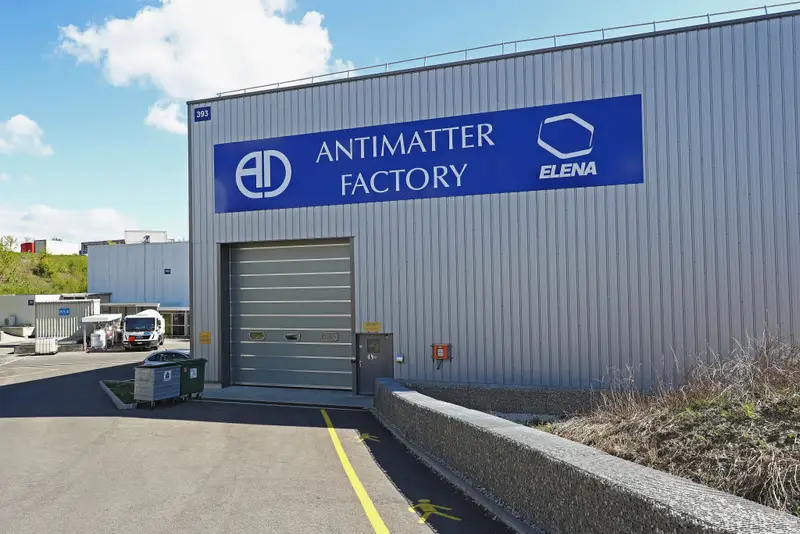 393
AD
ANTIMATTER
FACTORY
ELENA